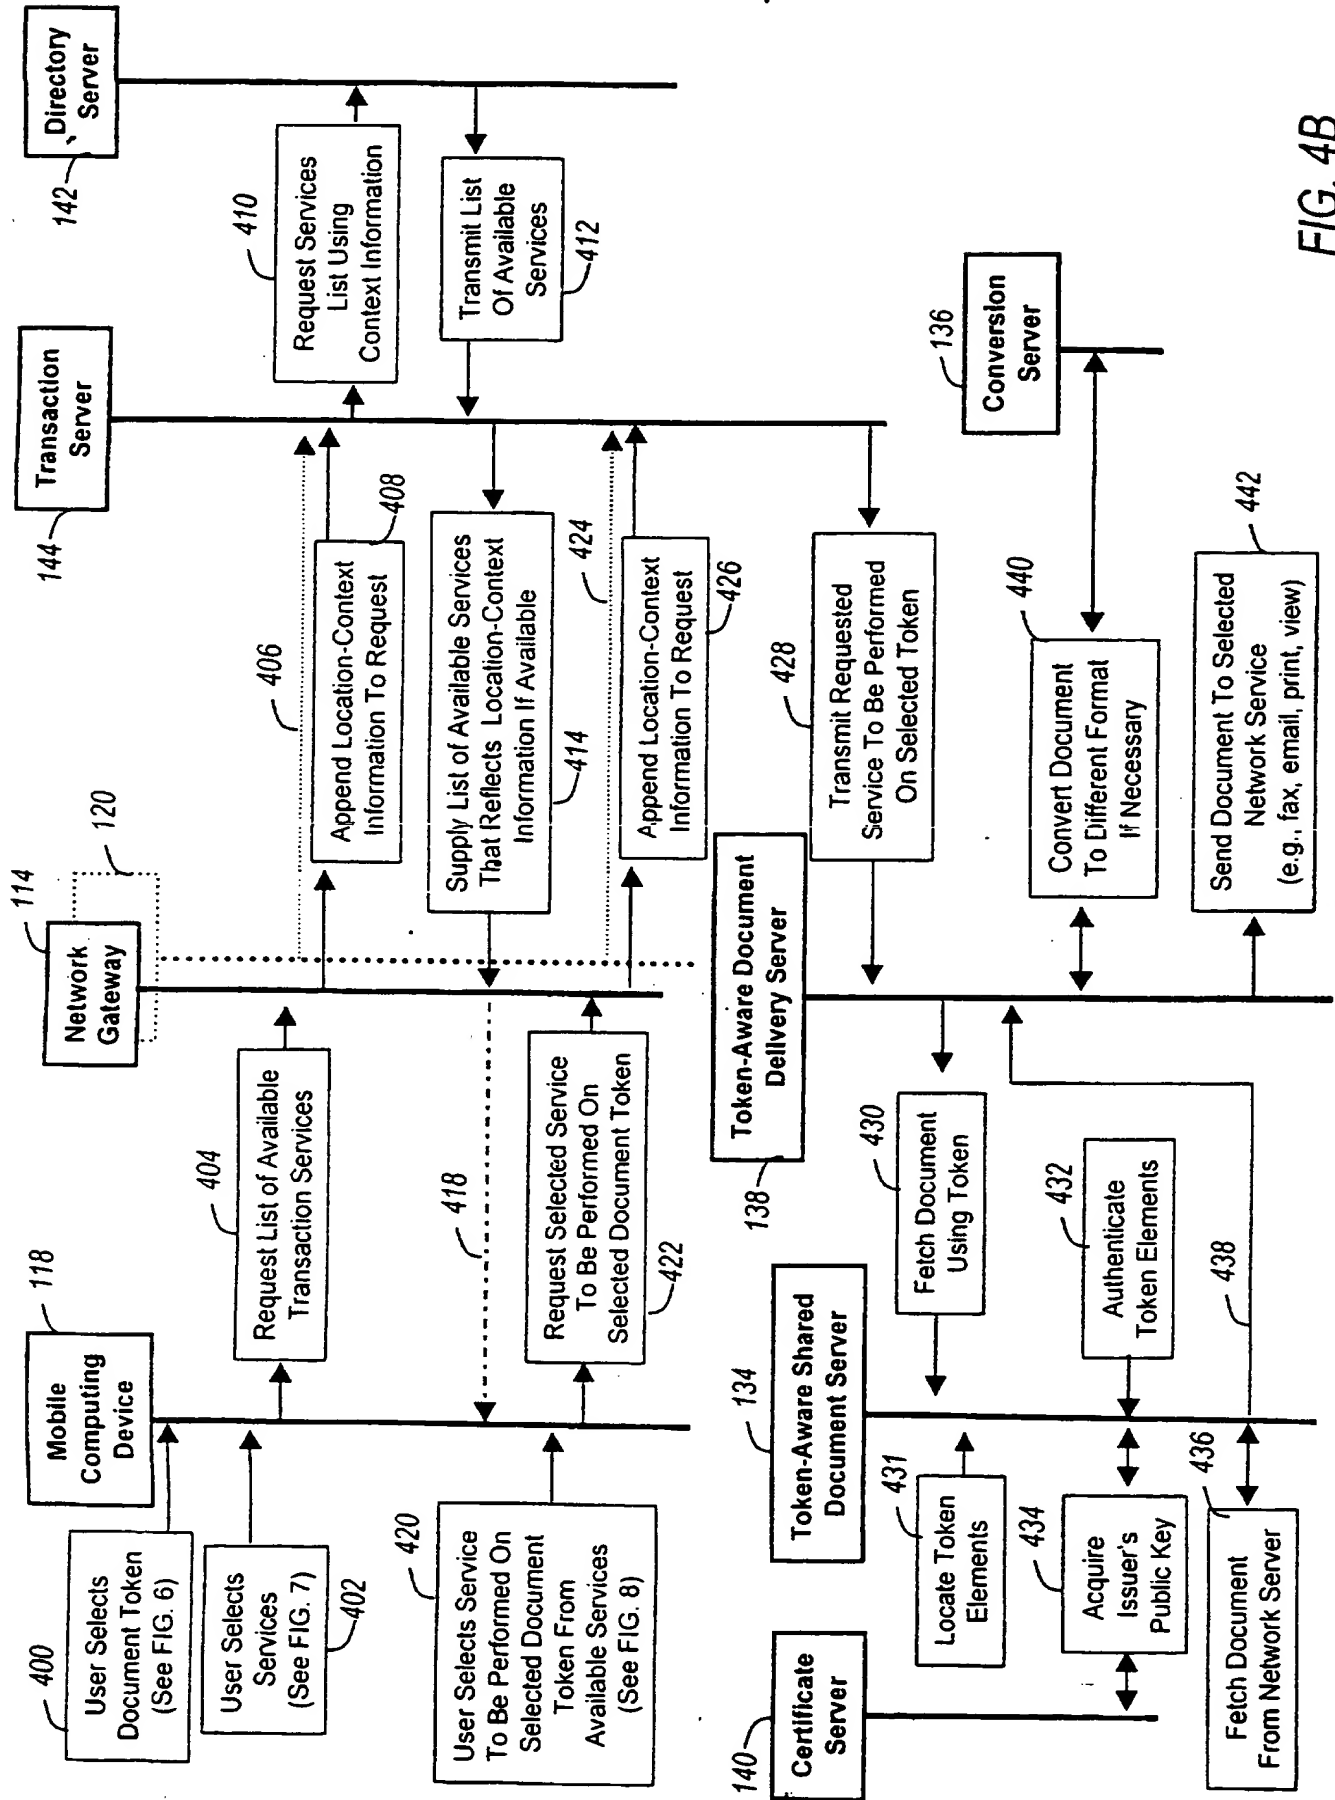 118
Mobile
Computing
Device
114
Network
Gateway
120
144
Transaction
Server
142
Directory
Server
400
User Selects
Document Token
(See FIG. 6)
User Selects
Services
(See FIG. 7)
402
404
Request List of Available
Transaction Services
406
Append Location-Context
Information To Request
408
410
Request Services
List Using
Context Information
Transmit List
Of Available
Services
412
Supply List of Available Services
That Reflects Location-Context
Information If Available
414
418
420
User Selects Service
To Be Performed On
Selected Document
Token From
Available Services
(See FIG. 8)
Request Selected Service
To Be Performed On
Selected Document Token
422
424
Append Location-Context
Information To Request
426
140
Certificate
Server
134
Token-Aware Shared
Document Server
138
Token-Aware Document
Delivery Server
136
Conversion
Server
428
Transmit Requested
Service To Be Performed
On Selected Token
430
Fetch Document
Using Token
431
Locate Token
Elements
432
Authenticate
Token Elements
434
Acquire
Issuer's
Public Key
436
Fetch Document
From Network Server
438
440
Convert Document
To Different Format
If Necessary
442
Send Document To Selected
Network Service
(e.g., fax, email, print, view)
FIG. 4B